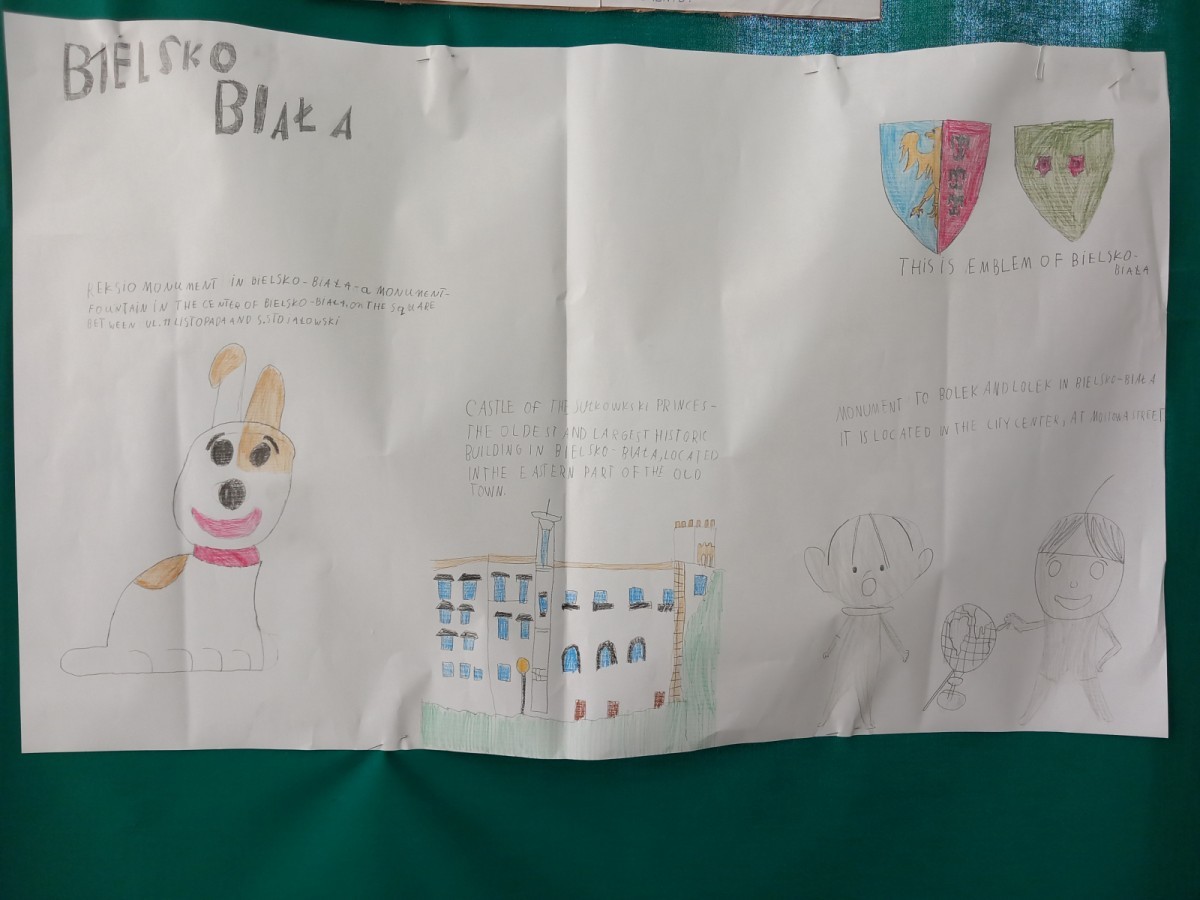 BIELSKO
BIAŁA
REKSIO MONUMENT IN BIELSKO-BIAŁA-a MONUMENT-
FOUNTAIN IN THE CENTER OF BIELSKO-BIAŁA, on THE SqUARE
BETWEEN UL. 11 LISTOPADA AND S. STOJAŁOWSKI
THIS IS EMBLEM OF BIELSKO-
BIAŁA
CASTLE OF THE SUŁKOWKSKI PRINCES-
THE OLDEST AND LARGEST HISTORIC
BUILDING IN BIELSKO-BIAŁA, LOCATED
IN THE EASTERN PART OF THE OLD
TOWN.
MONUMENT TO BOLEK AND LOLEK IN BIELSKO-BIAŁA
IT IS LOCATED IN THE CITY CENTER, AT STREET